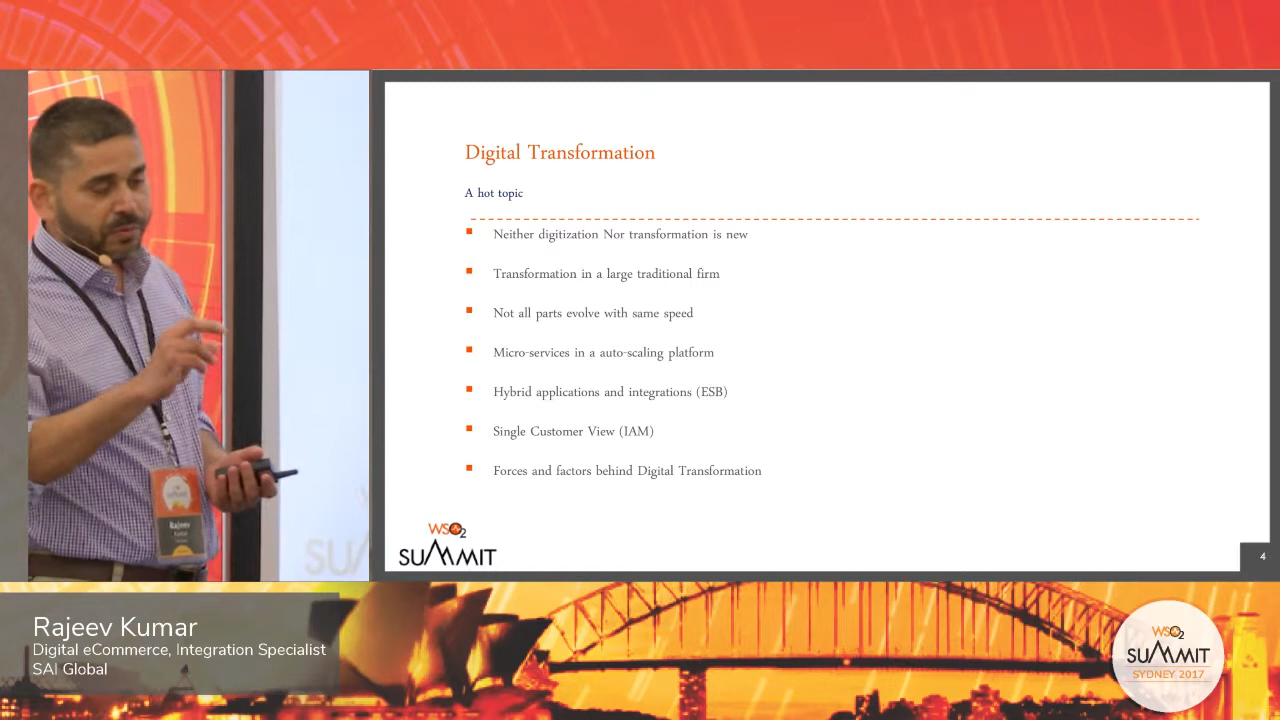 Digital Transformation
A hot topic
Neither digitization Nor transformation is new
Transformation in a large traditional firm
Not all parts evolve with same speed
Micro-services in a auto-scaling platform
Hybrid applications and integrations (ESB)
Single Customer View (IAM)
Forces and factors behind Digital Transformation
WSO2
SUMMIT
4
Rajeev
SUM
Rajeev Kumar
Digital eCommerce, Integration Specialist
SAI Global
WSO2
SUMMIT
SYDNEY 2017